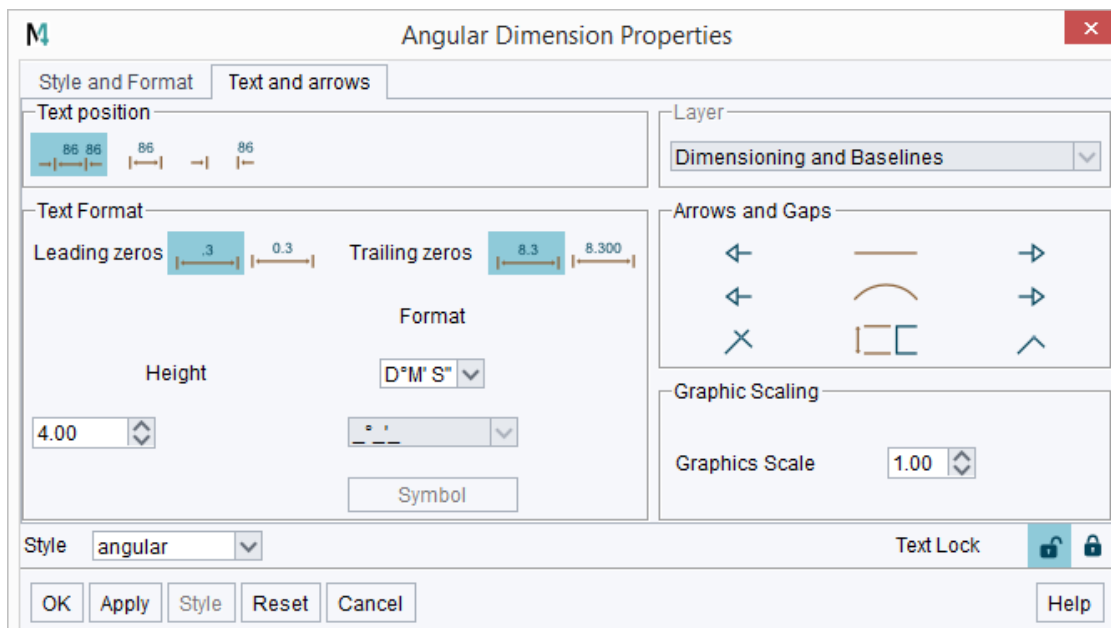 M4 Angular Dimension Properties
Style and Format Text and arrows
Text position
86 86 86 86
Layer
Dimensioning and Baselines
Text Format
Leading zeros .3 0.3 Trailing zeros 8.3 8.300
Format
Height D°M' S"
4.00 _°_'_
Symbol
Arrows and Gaps
Graphic Scaling
Graphics Scale 1.00
Style angular Text Lock
OK Apply Style Reset Cancel Help